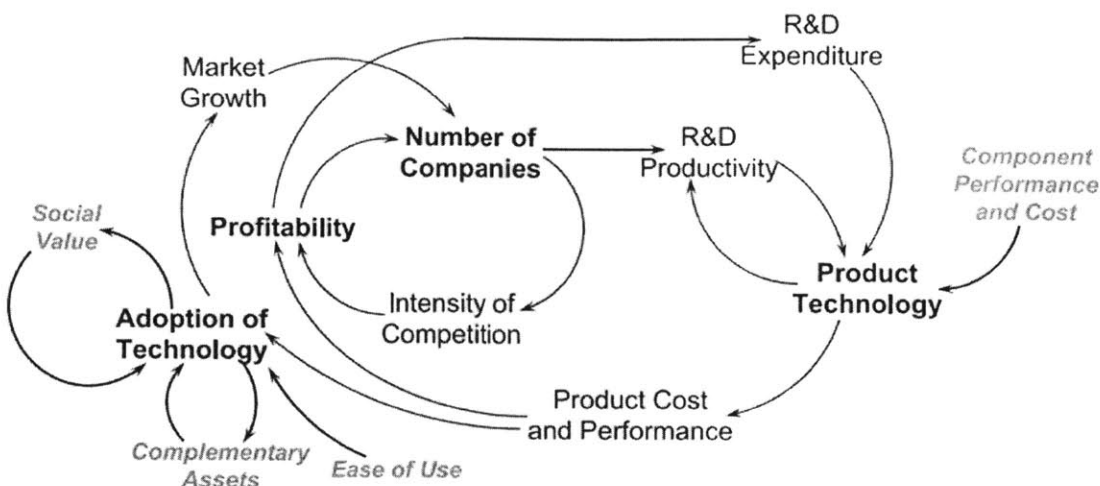 R&D
Expenditure
Market
Growth
Number of
Companies
R&D
Productivity
Component
Performance
and Cost
Social
Value
Profitability
Product
Technology
Intensity of
Competition
Adoption of
Technology
Product Cost
and Performance
Complementary
Assets
Ease of Use